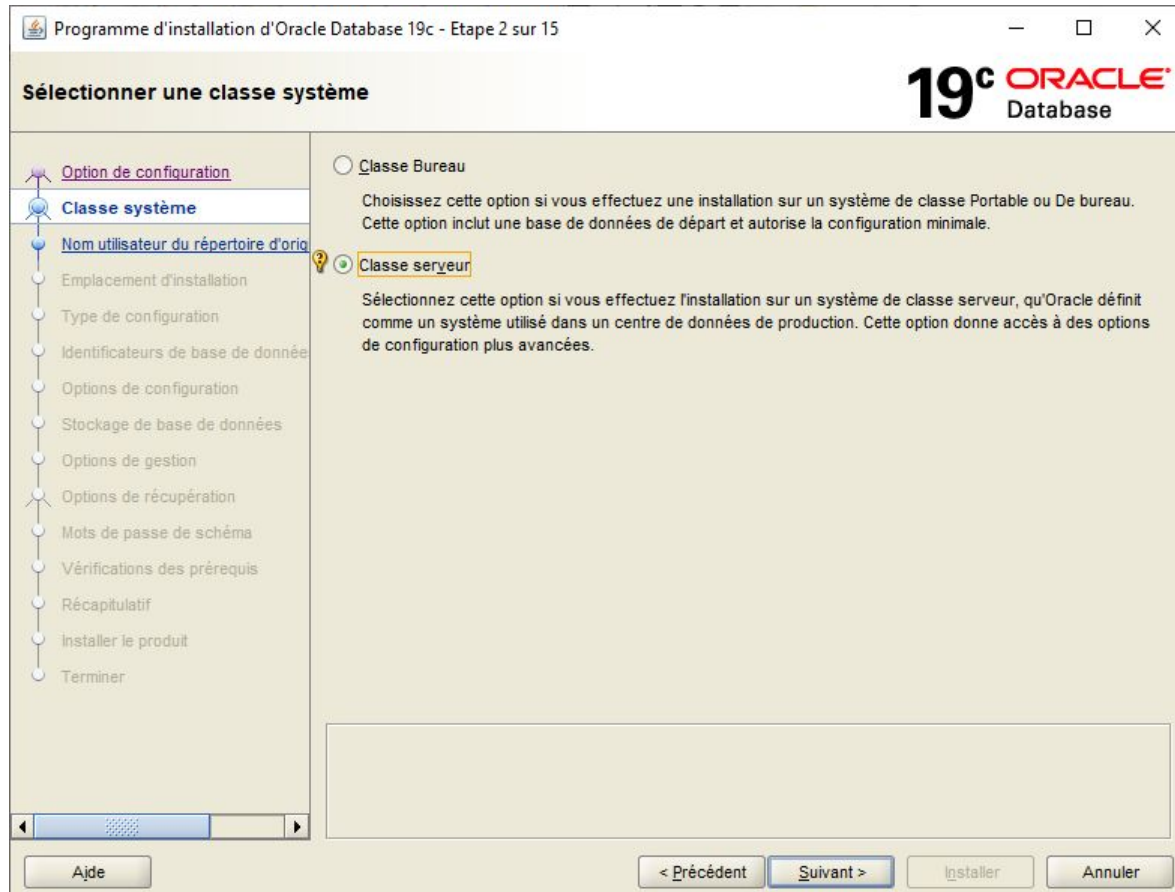 Programme d'installation d'Oracle Database 19c - Etape 2 sur 15
Sélectionner une classe système
19c ORACLE
Database
Option de configuration
Classe système
Nom utilisateur du répertoire d'orig
Emplacement d'installation
Type de configuration
Identificateurs de base de donnée
Options de configuration
Stockage de base de données
Options de gestion
Options de récupération
Mots de passe de schéma
Vérifications des prérequis
Récapitulatif
Installer le produit
Terminer
Classe Bureau
Choisissez cette option si vous effectuez une installation sur un système de classe Portable ou De bureau.
Cette option inclut une base de données de départ et autorise la configuration minimale.
Classe serveur
Sélectionnez cette option si vous effectuez l'installation sur un système de classe serveur, qu'Oracle définit
comme un système utilisé dans un centre de données de production. Cette option donne accès à des options
de configuration plus avancées.
Aide
< Précédent
Suivant >
Installer
Annuler